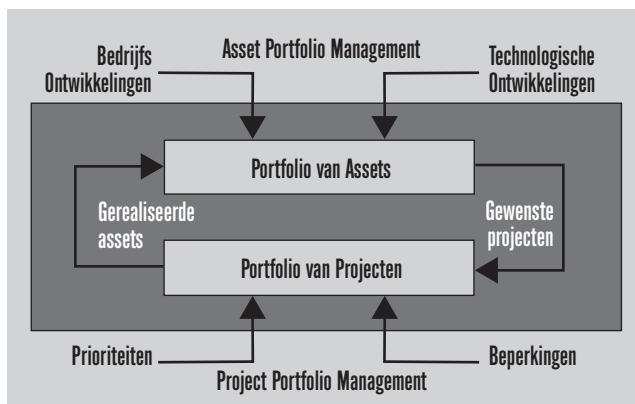 Bedrijfs
Ontwikkelingen
Asset Portfolio Management
Technologische
Ontwikkelingen
Portfolio van Assets
Gerealiseerde
assets
Gewenste
projecten
Portfolio van Projecten
Prioriteiten
Project Portfolio Management
Beperkingen